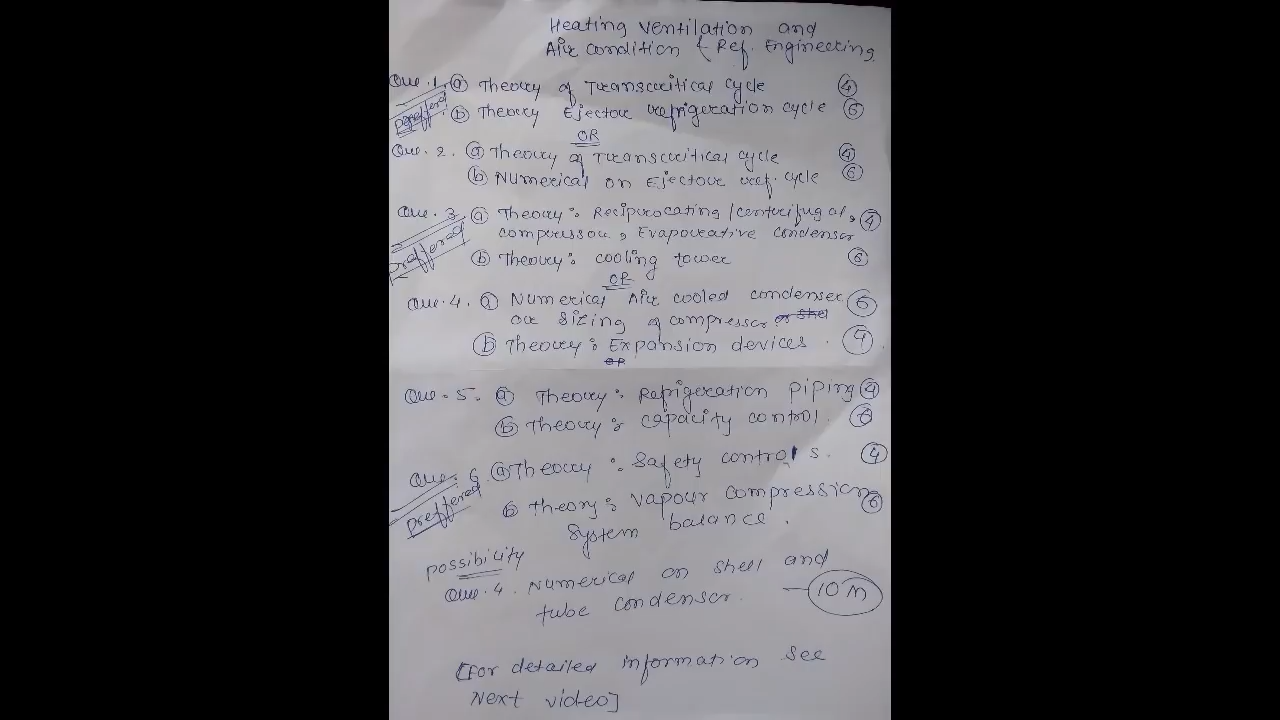 Heating Ventilation and
Air condition & Ref. Engineering.
Que.1. (a) Theory of Transcritical cycle (4)
preffered (b) Theory Ejector refrigeration cycle (6)
OR
Que. 2. (a) Theory of Transcritical cycle (4)
(b) Numerical on Ejector ref. cycle (6)
Que. 3 (a) Theory: Reciprocating /centrifugal, (4)
compressor, Evaporative condenser
preffered (b) Theory: cooling tower (6)
OR
Que.4. (a) Numerical Air cooled condenser (6)
or sizing of compressor or shel
(b) Theory: Expansion devices. (4)
OR
Que. 5. (a) Theory: Refrigeration piping (4)
(b) Theory: capacity control. (6)
Que. 6 (a) Theory: Safety controls. (4)
preffered (b) Theory: Vapour compression (6)
system balance.
possibility
Que.4. Numerical on shell and
tube condenser. — 10 M
[For detailed information see
Next video]